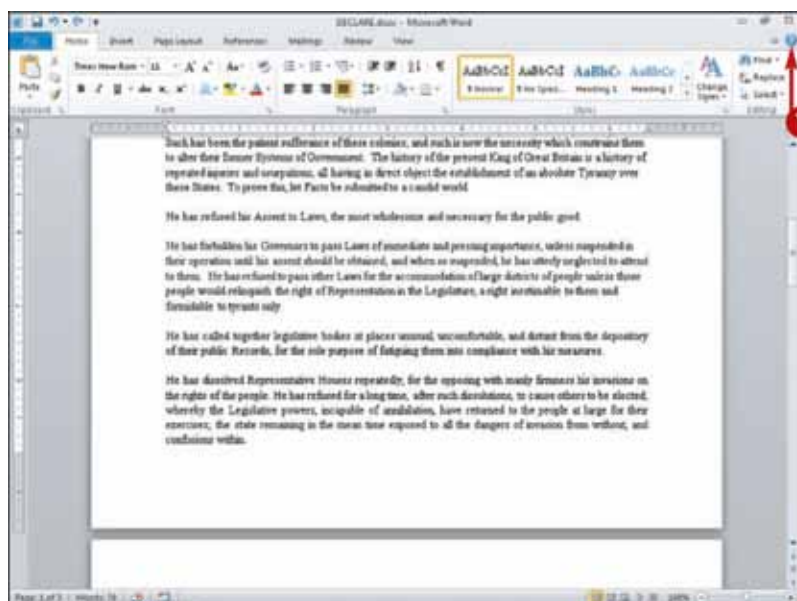 DECLARE.docx - Microsoft Word
File Home Insert Page Layout References Mailings Review View
Paste Times New Rom Find
AaBbCcI AaBbCcI AaBbCc AaBbCc Change Replace
¶ Normal ¶ No Spaci... Heading 1 Heading 2 Styles Select
Clipboard Font Paragraph Styles Editing
Such has been the patient sufferance of these colonies; and such is now the necessity which constrains them
to alter their former Systems of Government. The history of the present King of Great Britain is a history of
repeated injuries and usurpations, all having in direct object the establishment of an absolute Tyranny over
these States. To prove this, let Facts be submitted to a candid world.
He has refused his Assent to Laws, the most wholesome and necessary for the public good.
He has forbidden his Governors to pass Laws of immediate and pressing importance, unless suspended in
their operation until his assent should be obtained; and when so suspended, he has utterly neglected to attend
to them. He has refused to pass other Laws for the accommodation of large districts of people unless those
people would relinquish the right of Representation in the Legislature, a right inestimable to them and
formidable to tyrants only.
He has called together legislative bodies at places unusual, uncomfortable, and distant from the depository
of their public Records, for the sole purpose of fatiguing them into compliance with his measures.
He has dissolved Representative Houses repeatedly, for the opposing with manly firmness his invasions on
the rights of the people. He has refused for a long time, after such dissolutions, to cause others to be elected;
whereby the Legislative powers, incapable of annihilation, have returned to the people at large for their
exercises; the state remaining in the mean time exposed to all the dangers of invasion from without, and
confusions within.
100%